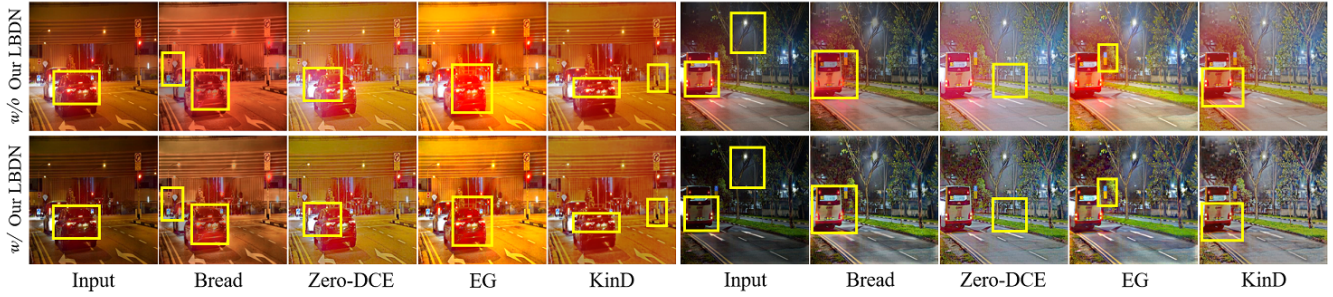 w/o Our LBDN
w/ Our LBDN
Input Bread Zero-DCE EG KinD Input Bread Zero-DCE EG KinD